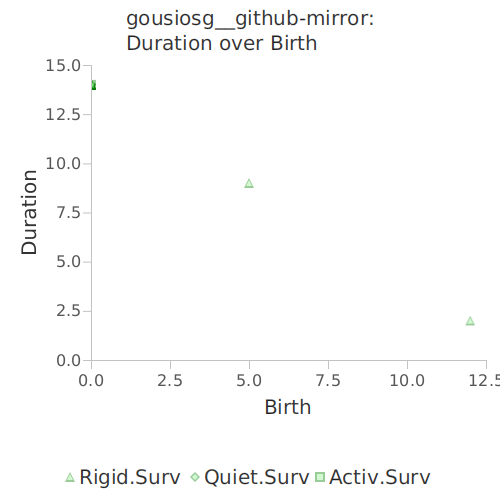 gousiosg__github-mirror:
Duration over Birth
15.0
12.5
10.0
7.5
5.0
2.5
0.0
Duration
0.0 2.5 5.0 7.5 10.0 12.5
Birth
Rigid.Surv Quiet.Surv Activ.Surv